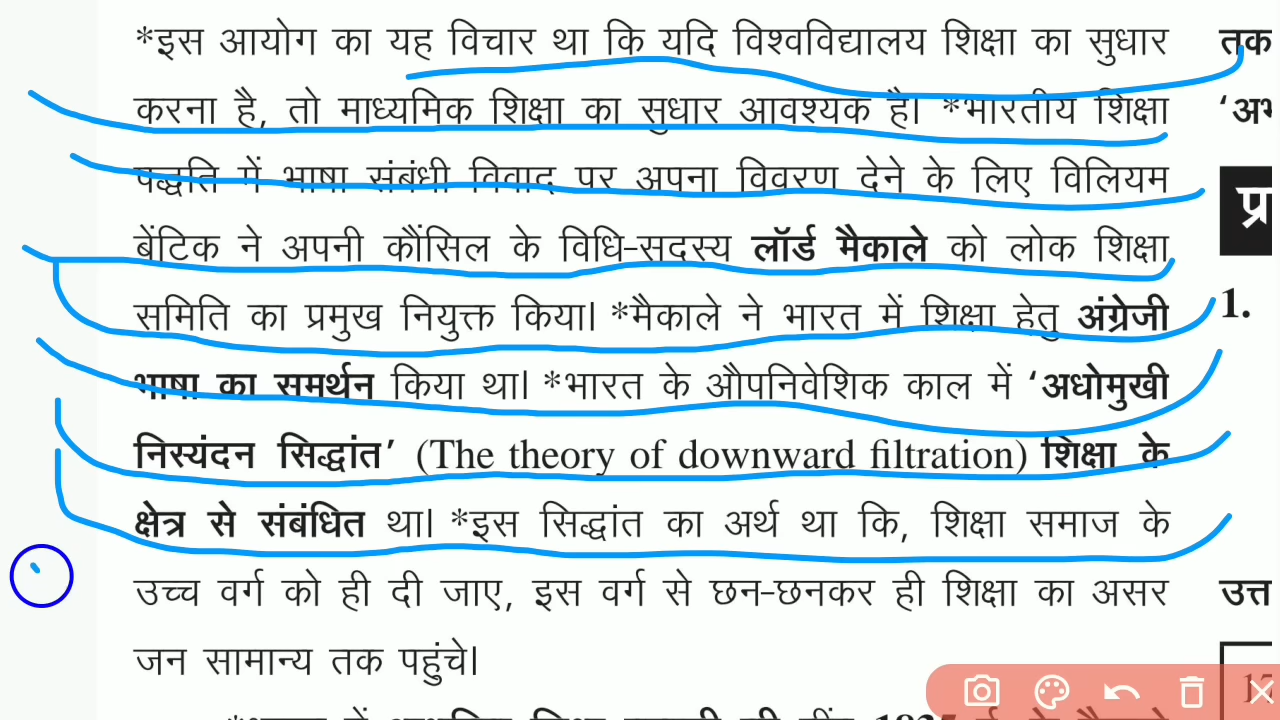 *इस आयोग का यह विचार था कि यदि विश्वविद्यालय शिक्षा का सुधार
करना है, तो माध्यमिक शिक्षा का सुधार आवश्यक है। *भारतीय शिक्षा
पद्धति में भाषा संबंधी विवाद पर अपना विवरण देने के लिए विलियम
बेंटिक ने अपनी कौंसिल के विधि-सदस्य लॉर्ड मैकाले को लोक शिक्षा
समिति का प्रमुख नियुक्त किया। *मैकाले ने भारत में शिक्षा हेतु अंग्रेजी
भाषा का समर्थन किया था। *भारत के औपनिवेशिक काल में ‘अधोमुखी
निस्यंदन सिद्धांत’ (The theory of downward filtration) शिक्षा के
क्षेत्र से संबंधित था। *इस सिद्धांत का अर्थ था कि, शिक्षा समाज के
उच्च वर्ग को ही दी जाए, इस वर्ग से छन-छनकर ही शिक्षा का असर
जन सामान्य तक पहुंचे।
तक
1.